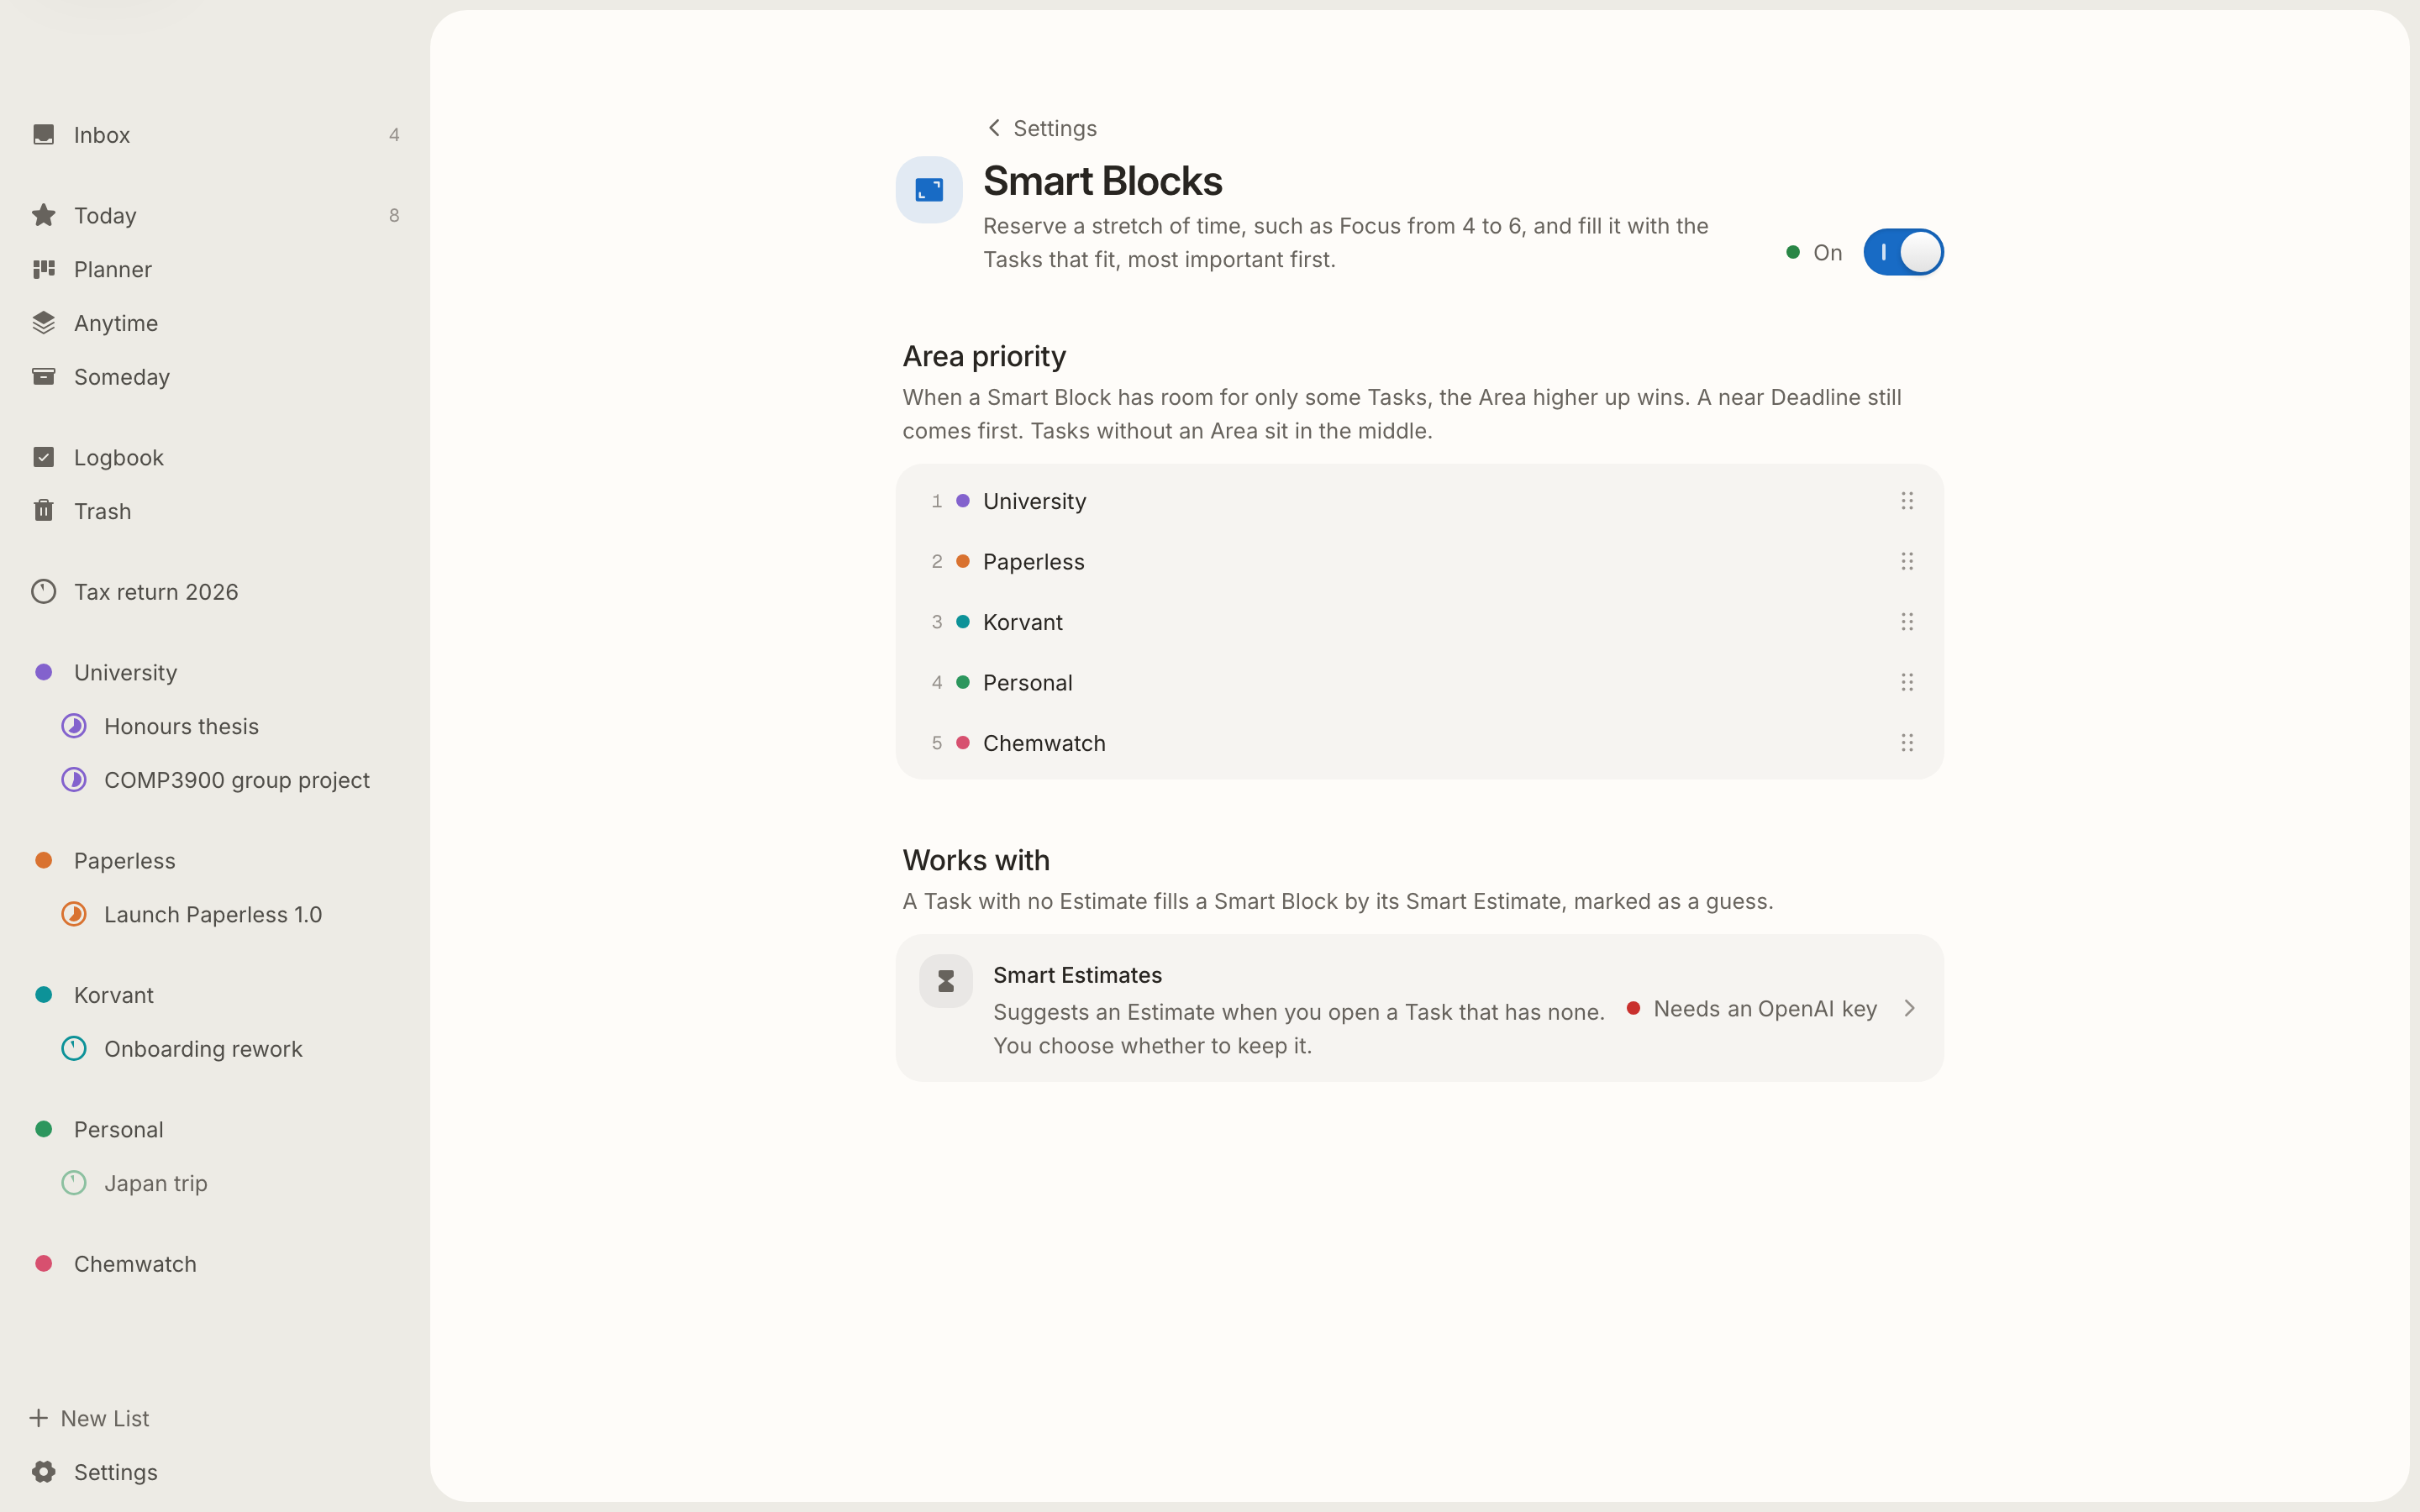 Inbox 4
Today 8
Planner
Anytime
Someday
Logbook
Trash
Tax return 2026
University
Honours thesis
COMP3900 group project
Paperless
Launch Paperless 1.0
Korvant
Onboarding rework
Personal
Japan trip
Chemwatch
New List
Settings
Settings
Smart Blocks
Reserve a stretch of time, such as Focus from 4 to 6, and fill it with the
Tasks that fit, most important first.
On
Area priority
When a Smart Block has room for only some Tasks, the Area higher up wins. A near Deadline still
comes first. Tasks without an Area sit in the middle.
1 University
2 Paperless
3 Korvant
4 Personal
5 Chemwatch
Works with
A Task with no Estimate fills a Smart Block by its Smart Estimate, marked as a guess.
Smart Estimates
Suggests an Estimate when you open a Task that has none.
You choose whether to keep it.
Needs an OpenAI key